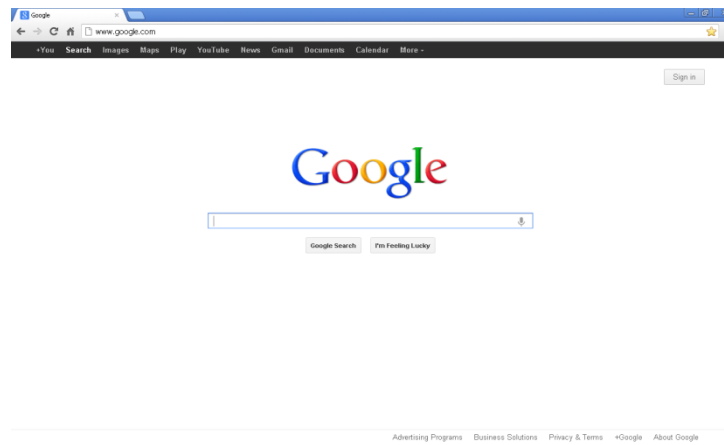 Google
www.google.com
+You Search Images Maps Play YouTube News Gmail Documents Calendar More
Sign in
Google
Google Search I'm Feeling Lucky
Advertising Programs Business Solutions Privacy & Terms +Google About Google